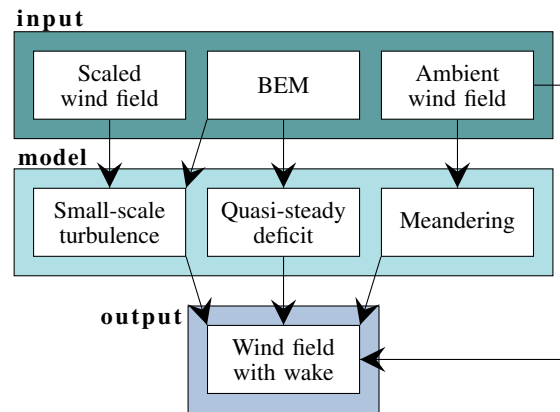 input
Scaled
wind field
BEM
Ambient
wind field
model
Small-scale
turbulence
Quasi-steady
deficit
Meandering
output
Wind field
with wake